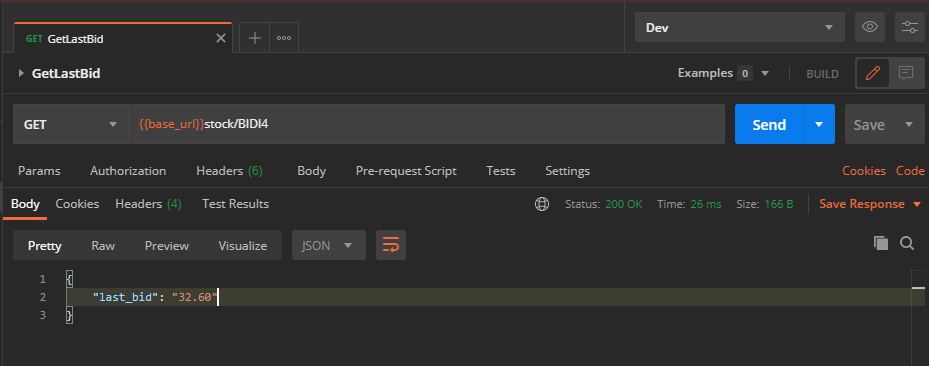 GET GetLastBid
Dev
GetLastBid
Examples 0
BUILD
GET {{base_url}}stock/BIDI4
Send
Save
Params Authorization Headers (6) Body Pre-request Script Tests Settings
Cookies Code
Body Cookies Headers (4) Test Results
Status: 200 OK Time: 26 ms Size: 166 B
Save Response
Pretty Raw Preview Visualize JSON
1 {
2 "last_bid": "32.60"
3 }